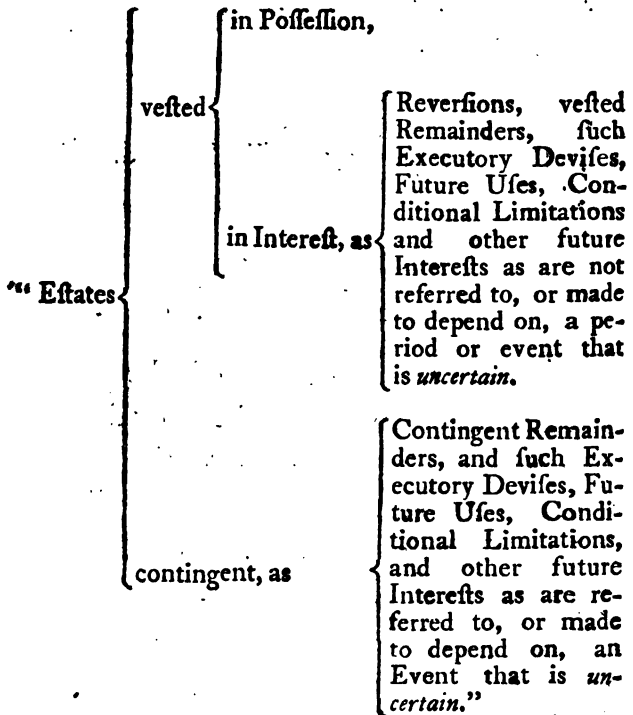 in Poſſeſſion,
veſted
Reverſions, veſted
Remainders, ſuch
Executory Deviſes,
Future Uſes, Con-
ditional Limitations
in Intereſt, as
and other future
Intereſts as are not
"" Eſtates
referred to, or made
to depend on, a pe-
riod or event that
is uncertain.
Contingent Remain-
ders, and ſuch Ex-
ecutory Deviſes, Fu-
ture Uſes, Condi-
tional Limitations,
contingent, as
and other future
Intereſts as are re-
ferred to, or made
to depend on, an
Event that is un-
certain."